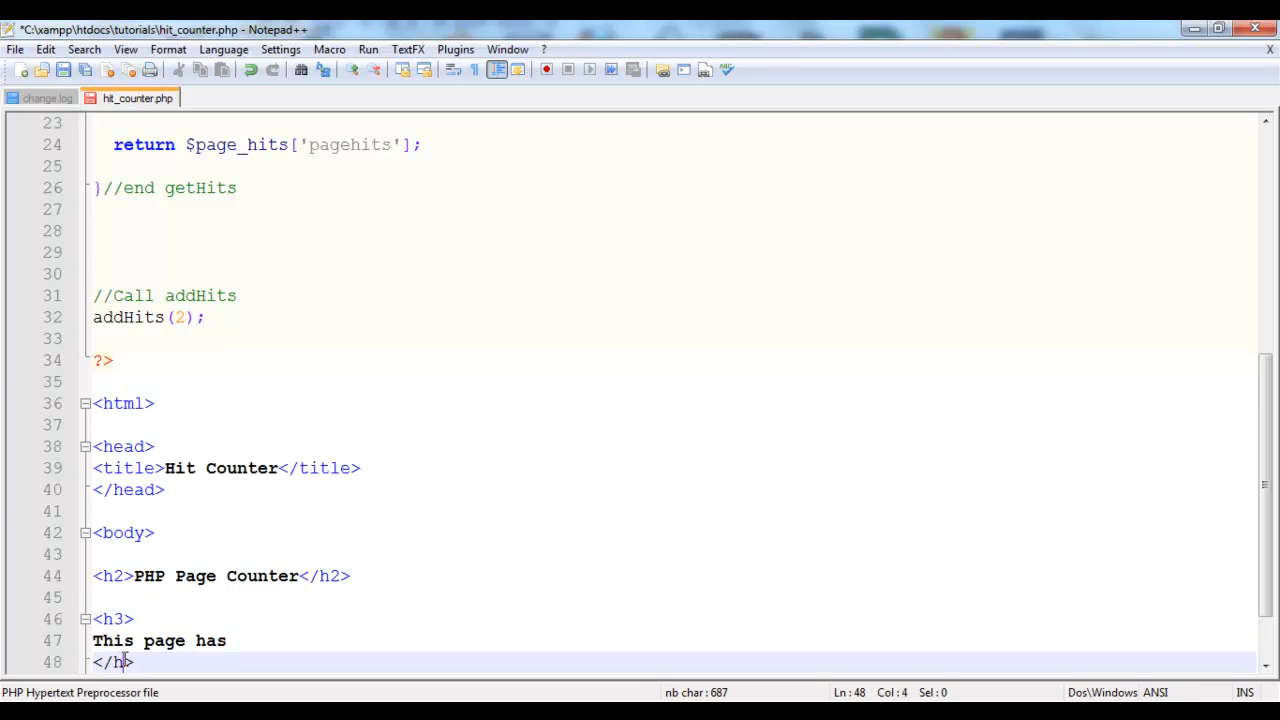 *C:\xampp\htdocs\tutorials\hit_counter.php - Notepad++
File Edit Search View Format Language Settings Macro Run TextFX Plugins Window ? X
change.log hit_counter.php
23
24 return $page_hits['pagehits'];
25
26 }//end getHits
27
28
29
30
31 //Call addHits
32 addHits(2);
33
34 ?>
35
36 <html>
37
38 <head>
39 <title>Hit Counter</title>
40 </head>
41
42 <body>
43
44 <h2>PHP Page Counter</h2>
45
46 <h3>
47 This page has
48 </h>
PHP Hypertext Preprocessor file nb char : 687 Ln : 48 Col : 4 Sel : 0 Dos\Windows ANSI INS